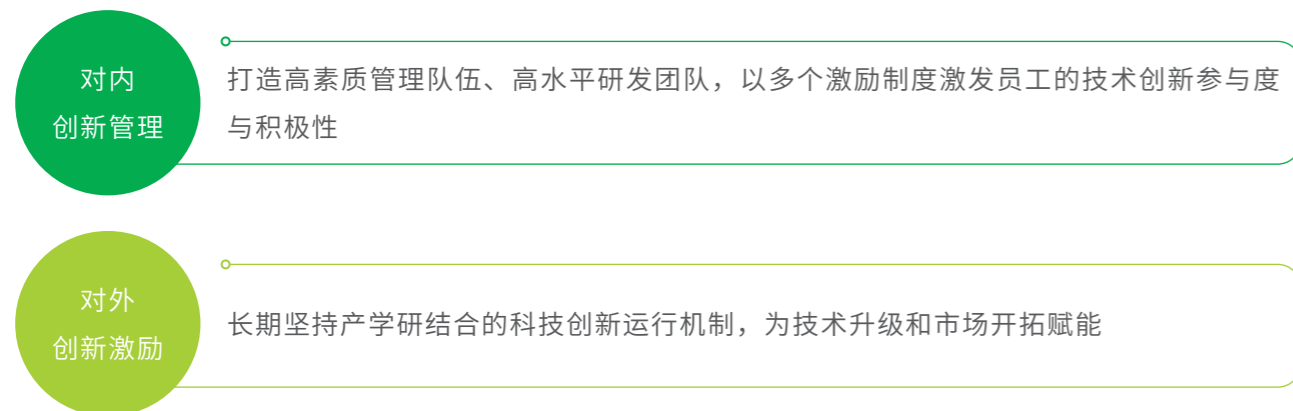 对内
创新管理
打造高素质管理队伍、高水平研发团队，以多个激励制度激发员工的技术创新参与度
与积极性
对外
创新激励
长期坚持产学研结合的科技创新运行机制，为技术升级和市场开拓赋能